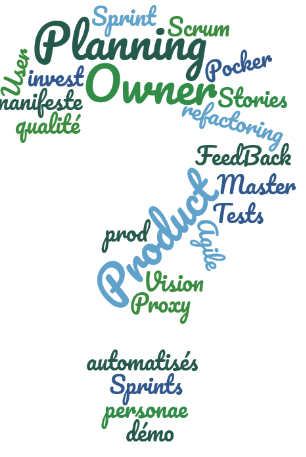 Sprint
Scrum
Planning
User
invest
Owner
Pocker
manifeste
Stories
qualité
refactoring
FeedBack
Master
Product
Tests
prod
Agile
Vision
Proxy
automatisés
Sprints
personae
démo